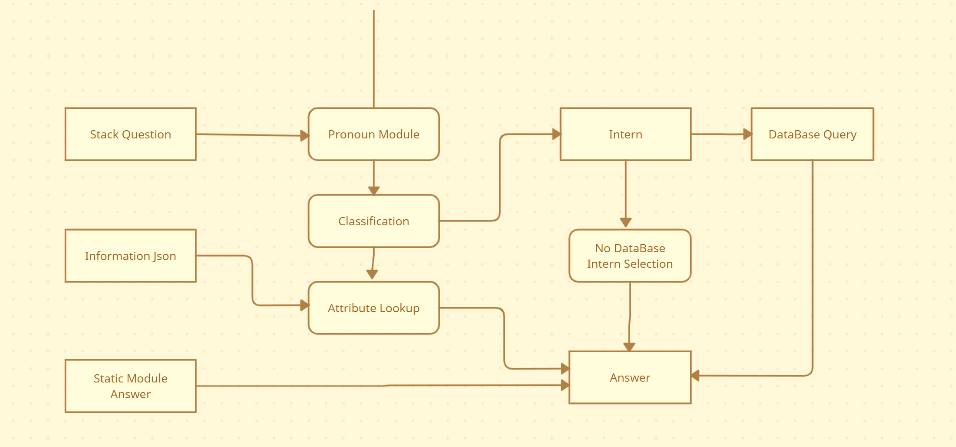 Stack Question
Pronoun Module
Intern
DataBase Query
Classification
Information Json
No DataBase
Intern Selection
Attribute Lookup
Static Module
Answer
Answer